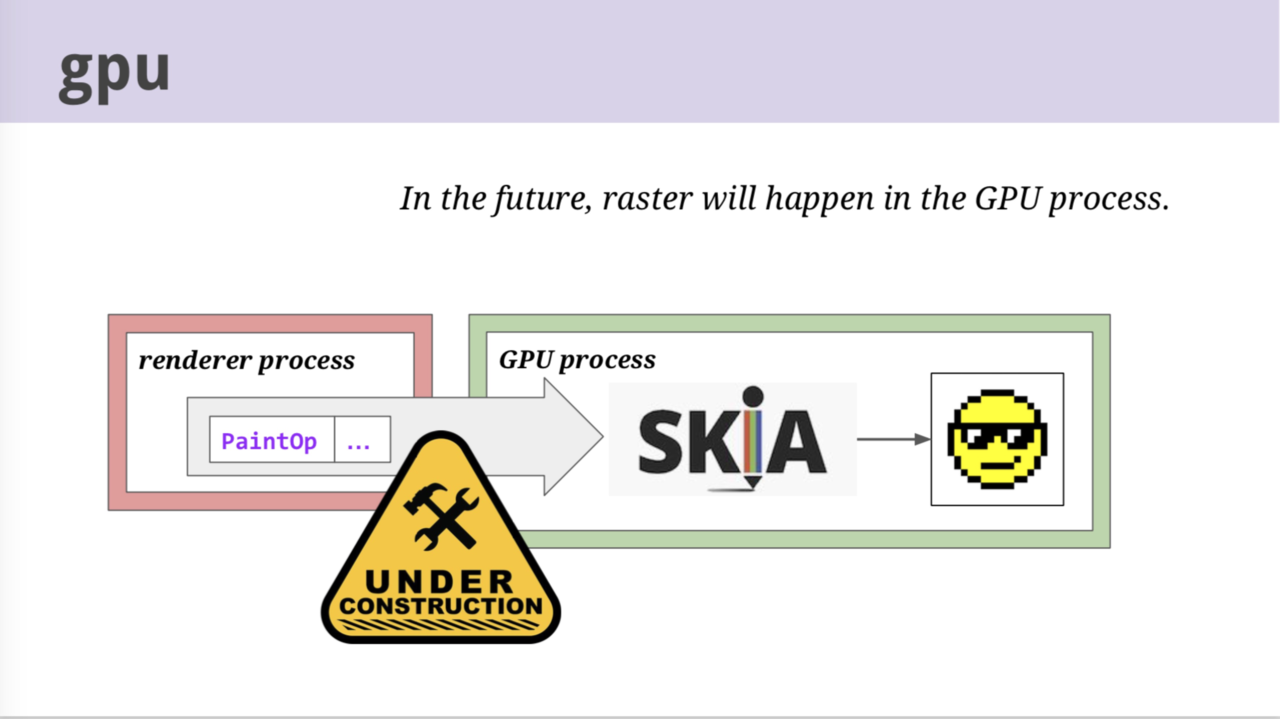 gpu
In the future, raster will happen in the GPU process.
renderer process
GPU process
PaintOp ...
SKiA
UNDER
CONSTRUCTION